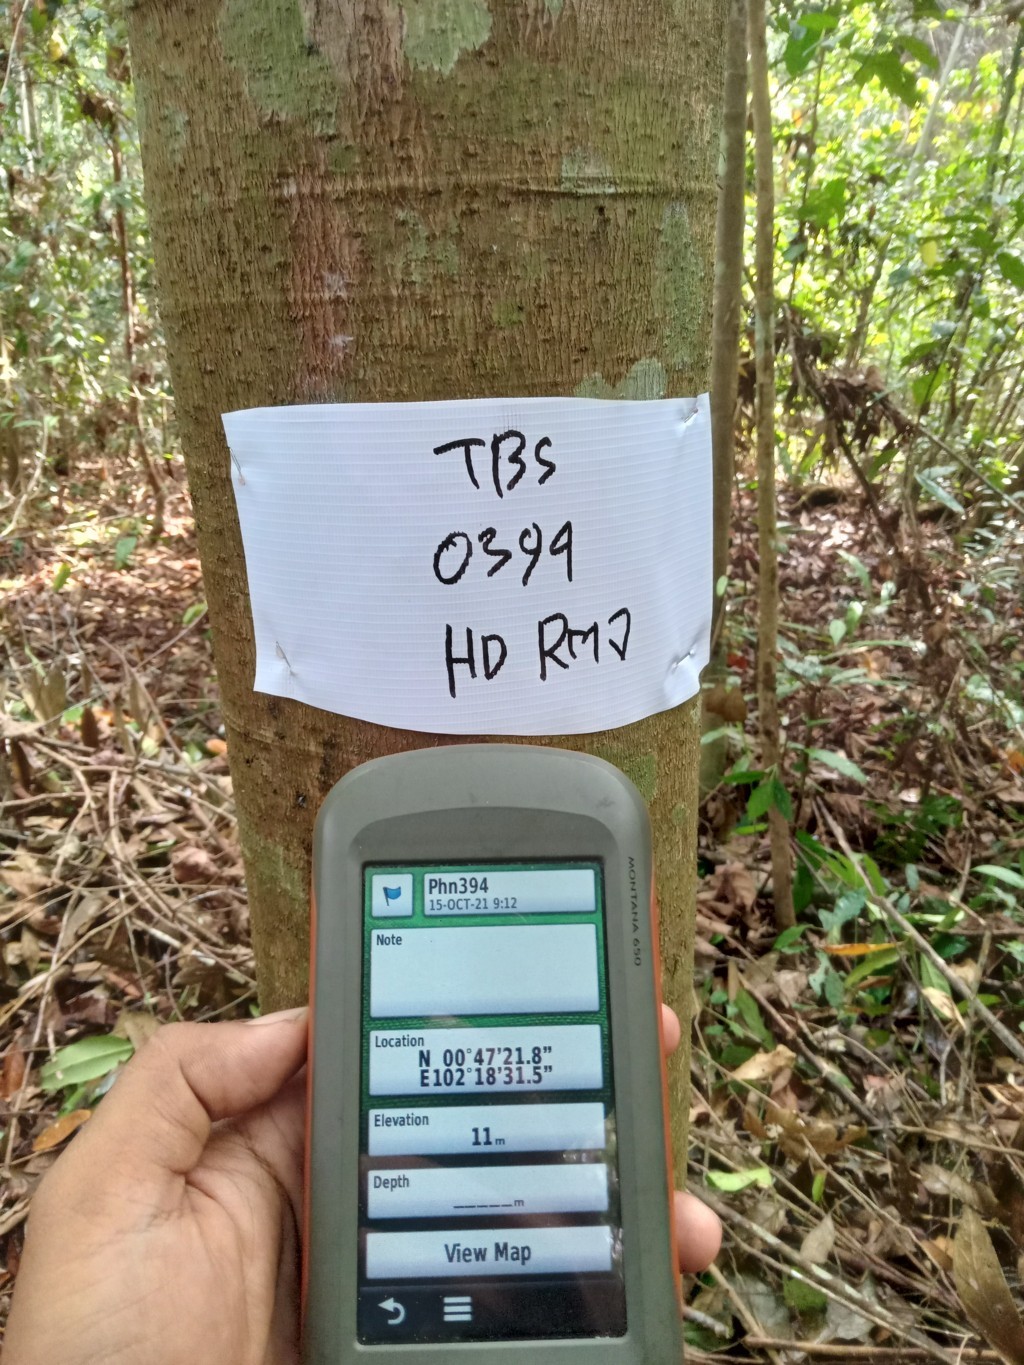 TBS
0394
HD RMJ
MONTANA 650
Phn394
15-OCT-21 9:12
Note
Location
N 00°47'21.8"
E102°18'31.5"
Elevation
11m
Depth
_____m
View Map